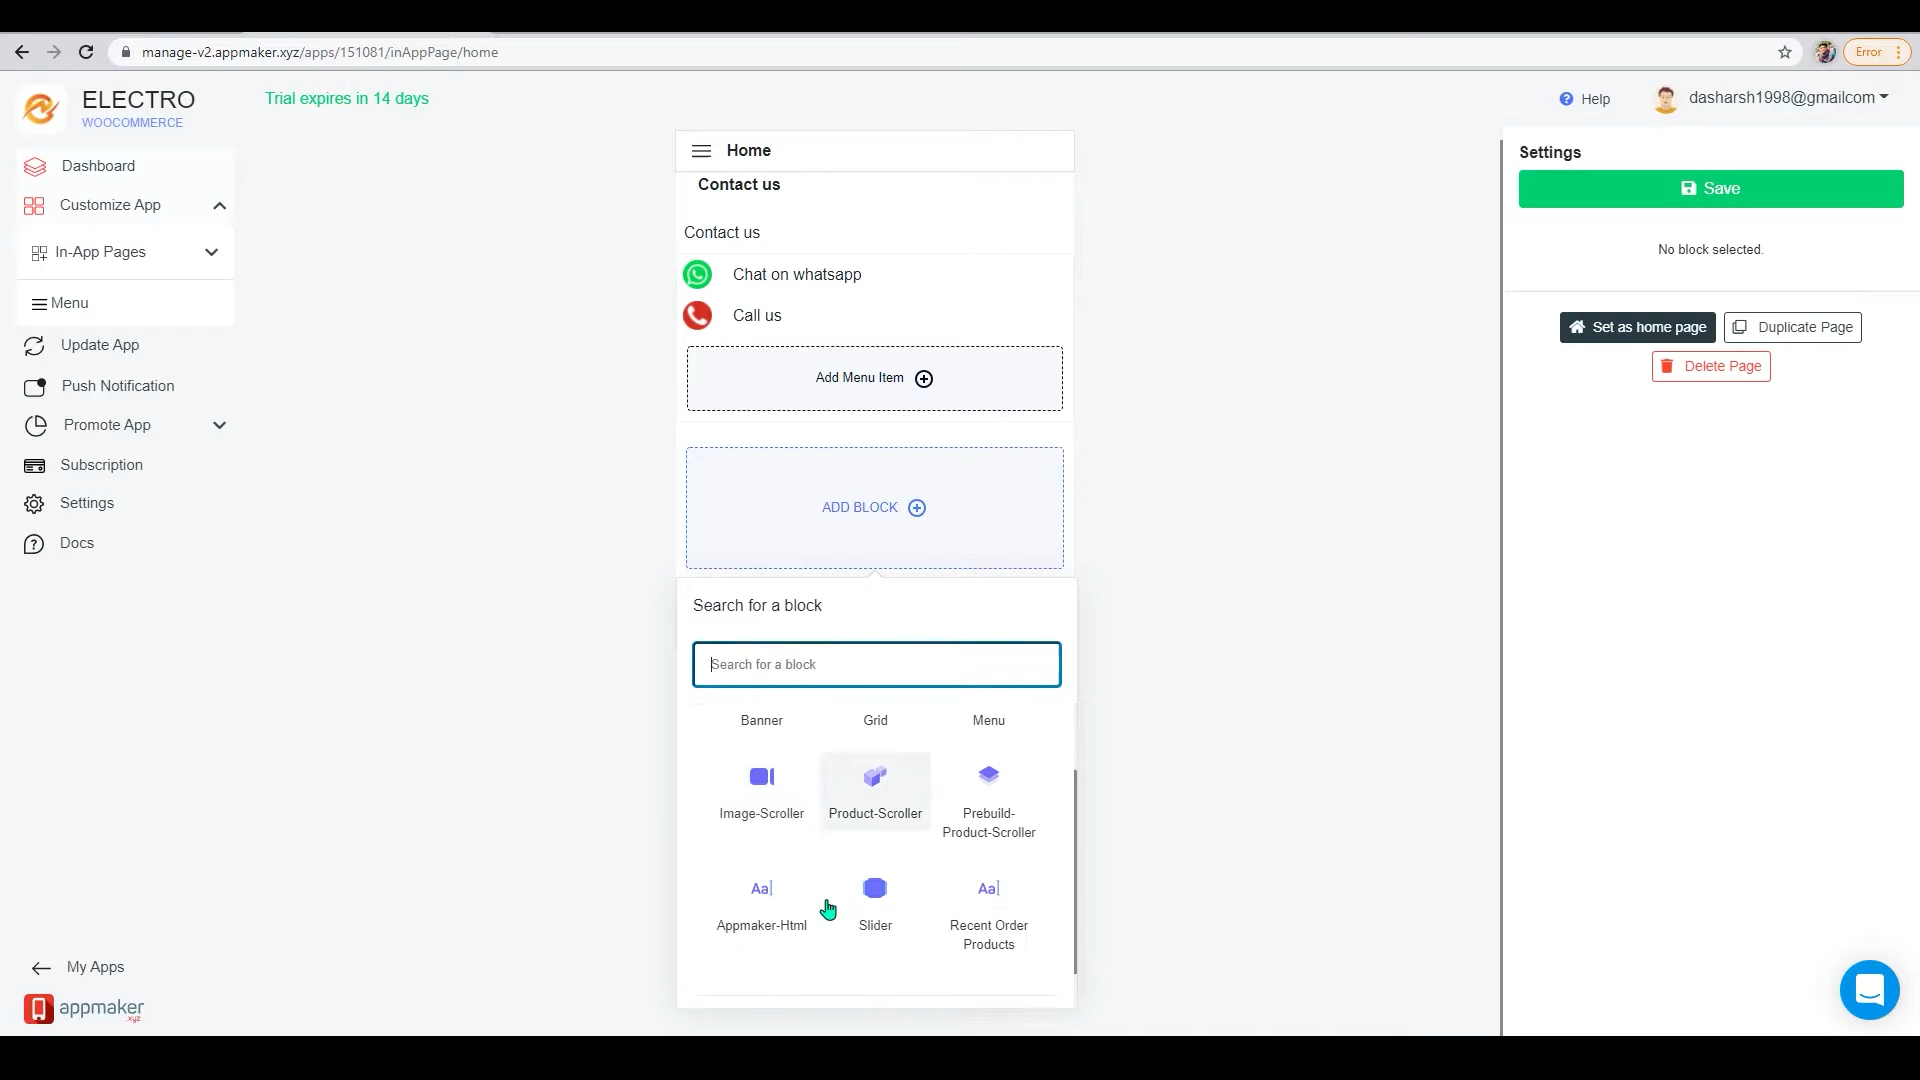 manage-v2.appmaker.xyz/apps/151081/inAppPage/home
Error
ELECTRO
WOOCOMMERCE
Trial expires in 14 days
Help
dasharsh1998@gmailcom
Dashboard
Customize App
In-App Pages
Menu
Update App
Push Notification
Promote App
Subscription
Settings
Docs
My Apps
appmaker
.xyz
Home
Contact us
Contact us
Chat on whatsapp
Call us
Add Menu Item
ADD BLOCK
Search for a block
Search for a block
Banner
Grid
Menu
Image-Scroller
Product-Scroller
Prebuild-
Product-Scroller
Aa
Appmaker-Html
Slider
Aa
Recent Order
Products
Settings
Save
No block selected.
Set as home page
Duplicate Page
Delete Page